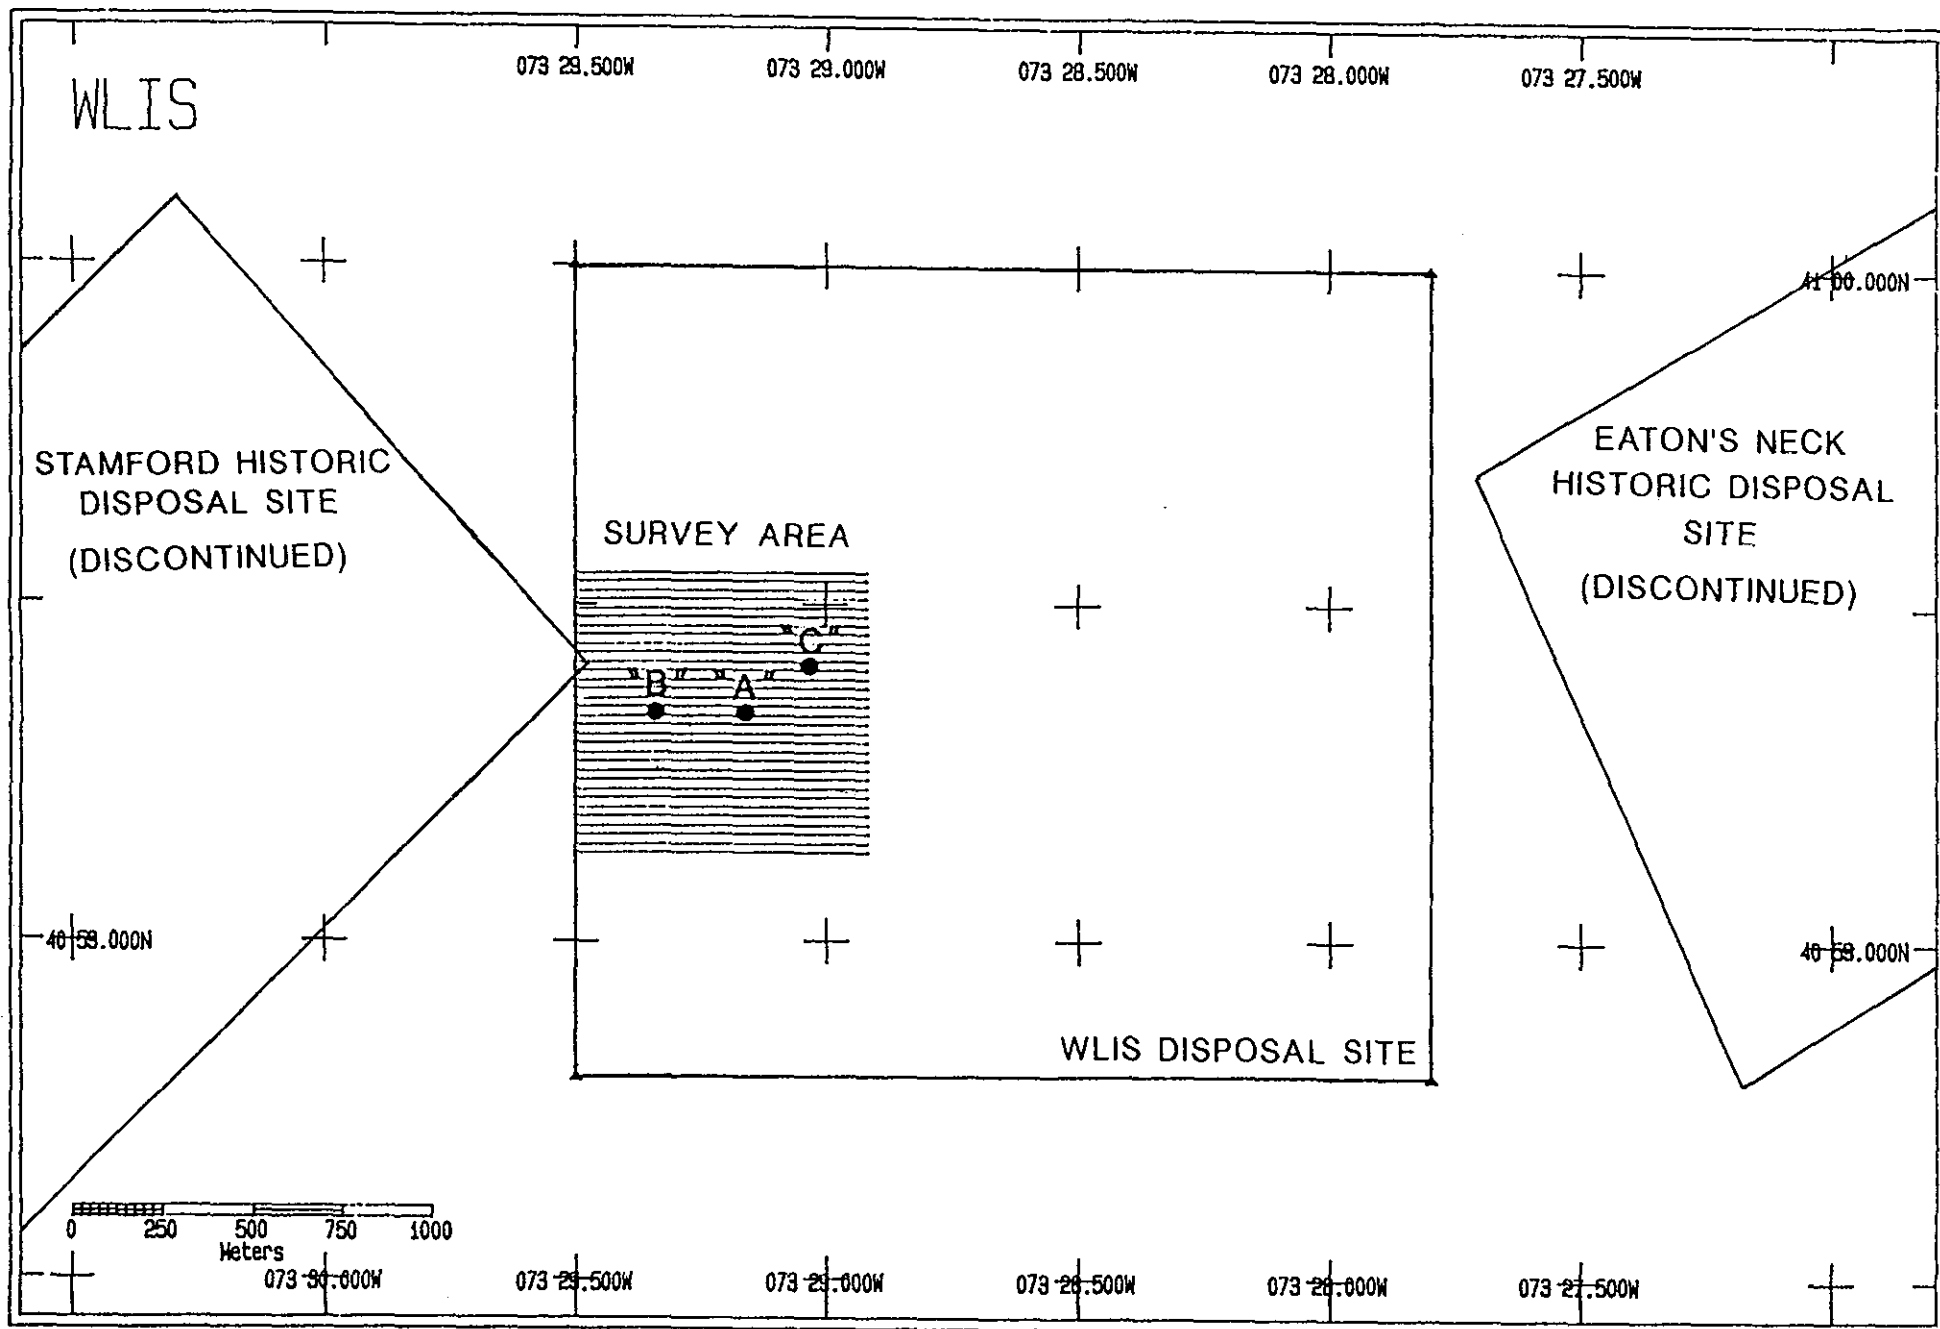 073 29.500W 073 29.000W 073 28.500W 073 28.000W 073 27.500W
WLIS
41 00.000N
STAMFORD HISTORIC
DISPOSAL SITE
(DISCONTINUED)
EATON'S NECK
HISTORIC DISPOSAL
SITE
(DISCONTINUED)
SURVEY AREA
"C"
"B" "A"
40 59.000N 40 59.000N
WLIS DISPOSAL SITE
0 250 500 750 1000
Meters
073 30.000W 073 29.500W 073 29.000W 073 28.500W 073 28.000W 073 27.500W